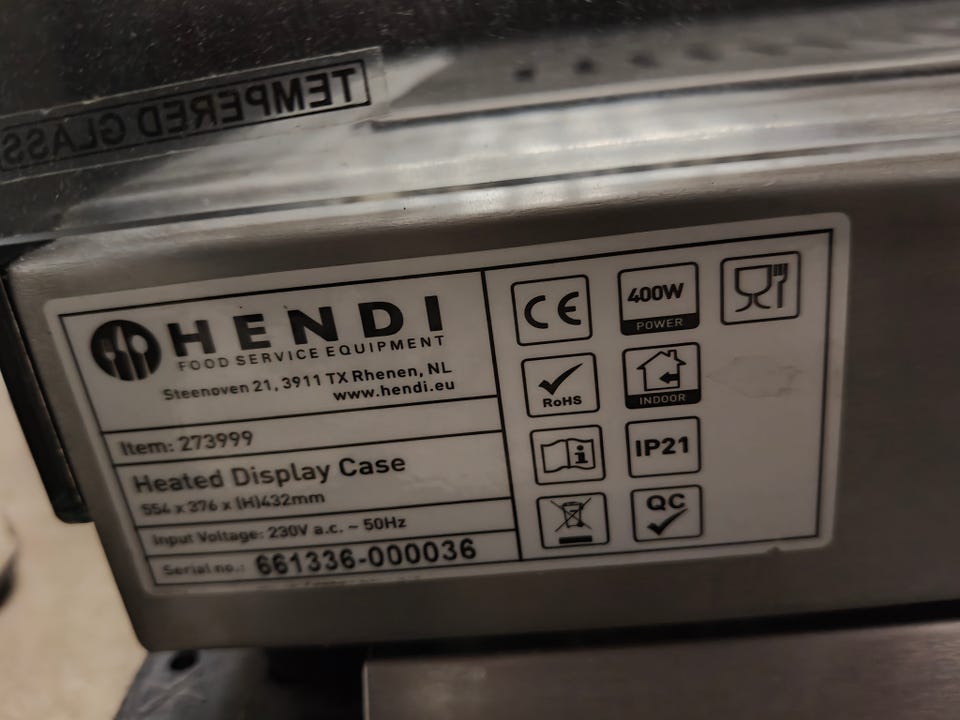 TEMPERED GLASS
HENDI
FOOD SERVICE EQUIPMENT
Steenoven 21, 3911 TX Rhenen, NL
www.hendi.eu
Item: 273999
Heated Display Case
554 x 376 x (H)432mm
Input Voltage: 230V a.c. ~ 50Hz
Serial no.: 661336-000036
CE
400W
POWER
RoHS
INDOOR
i
IP21
QC